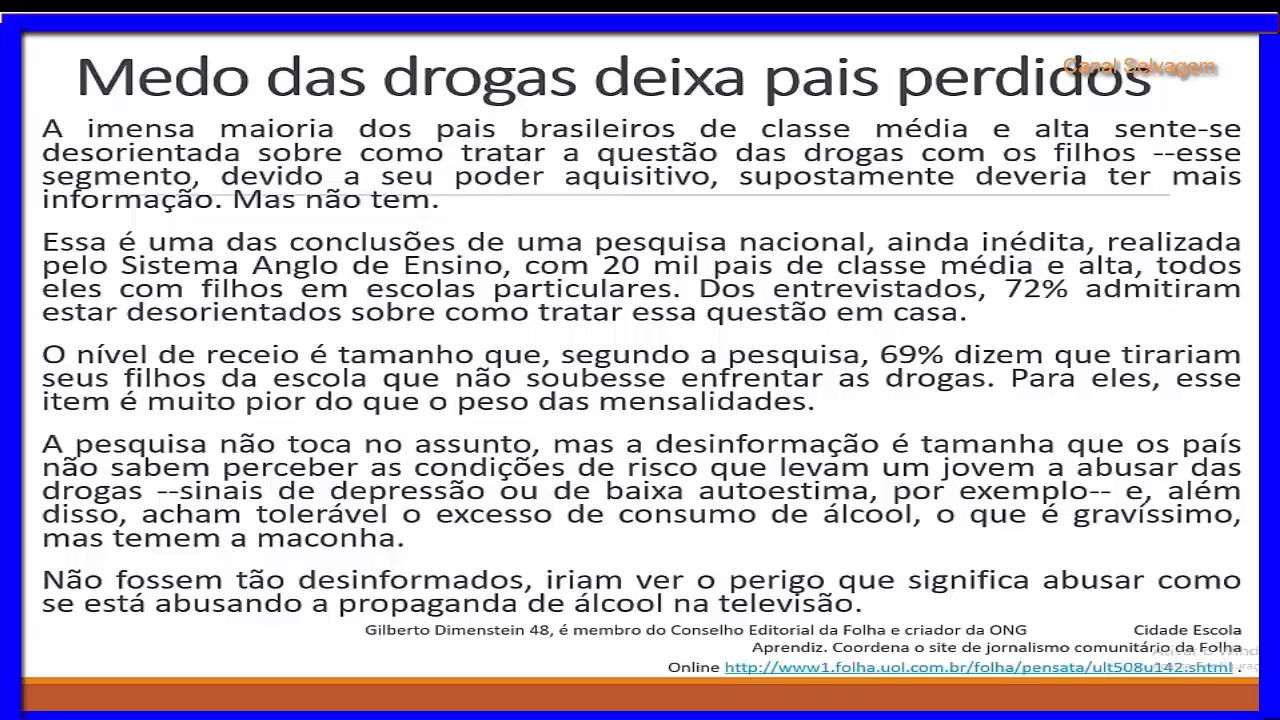 Medo das drogas deixa pais perdidos
Canal Selvagem
A imensa maioria dos pais brasileiros de classe média e alta sente-se
desorientada sobre como tratar a questão das drogas com os filhos --esse
segmento, devido a seu poder aquisitivo, supostamente deveria ter mais
informação. Mas não tem.
Essa é uma das conclusões de uma pesquisa nacional, ainda inédita, realizada
pelo Sistema Anglo de Ensino, com 20 mil pais de classe média e alta, todos
eles com filhos em escolas particulares. Dos entrevistados, 72% admitiram
estar desorientados sobre como tratar essa questão em casa.
O nível de receio é tamanho que, segundo a pesquisa, 69% dizem que tirariam
seus filhos da escola que não soubesse enfrentar as drogas. Para eles, esse
item é muito pior do que o peso das mensalidades.
A pesquisa não toca no assunto, mas a desinformação é tamanha que os país
não sabem perceber as condições de risco que levam um jovem a abusar das
drogas --sinais de depressão ou de baixa autoestima, por exemplo-- e, além
disso, acham tolerável o excesso de consumo de álcool, o que é gravíssimo,
mas temem a maconha.
Não fossem tão desinformados, iriam ver o perigo que significa abusar como
se está abusando a propaganda de álcool na televisão.
Gilberto Dimenstein 48, é membro do Conselho Editorial da Folha e criador da ONG Cidade Escola
Aprendiz. Coordena o site de jornalismo comunitário da Folha
Online http://www1.folha.uol.com.br/folha/pensata/ult508u142.shtml .